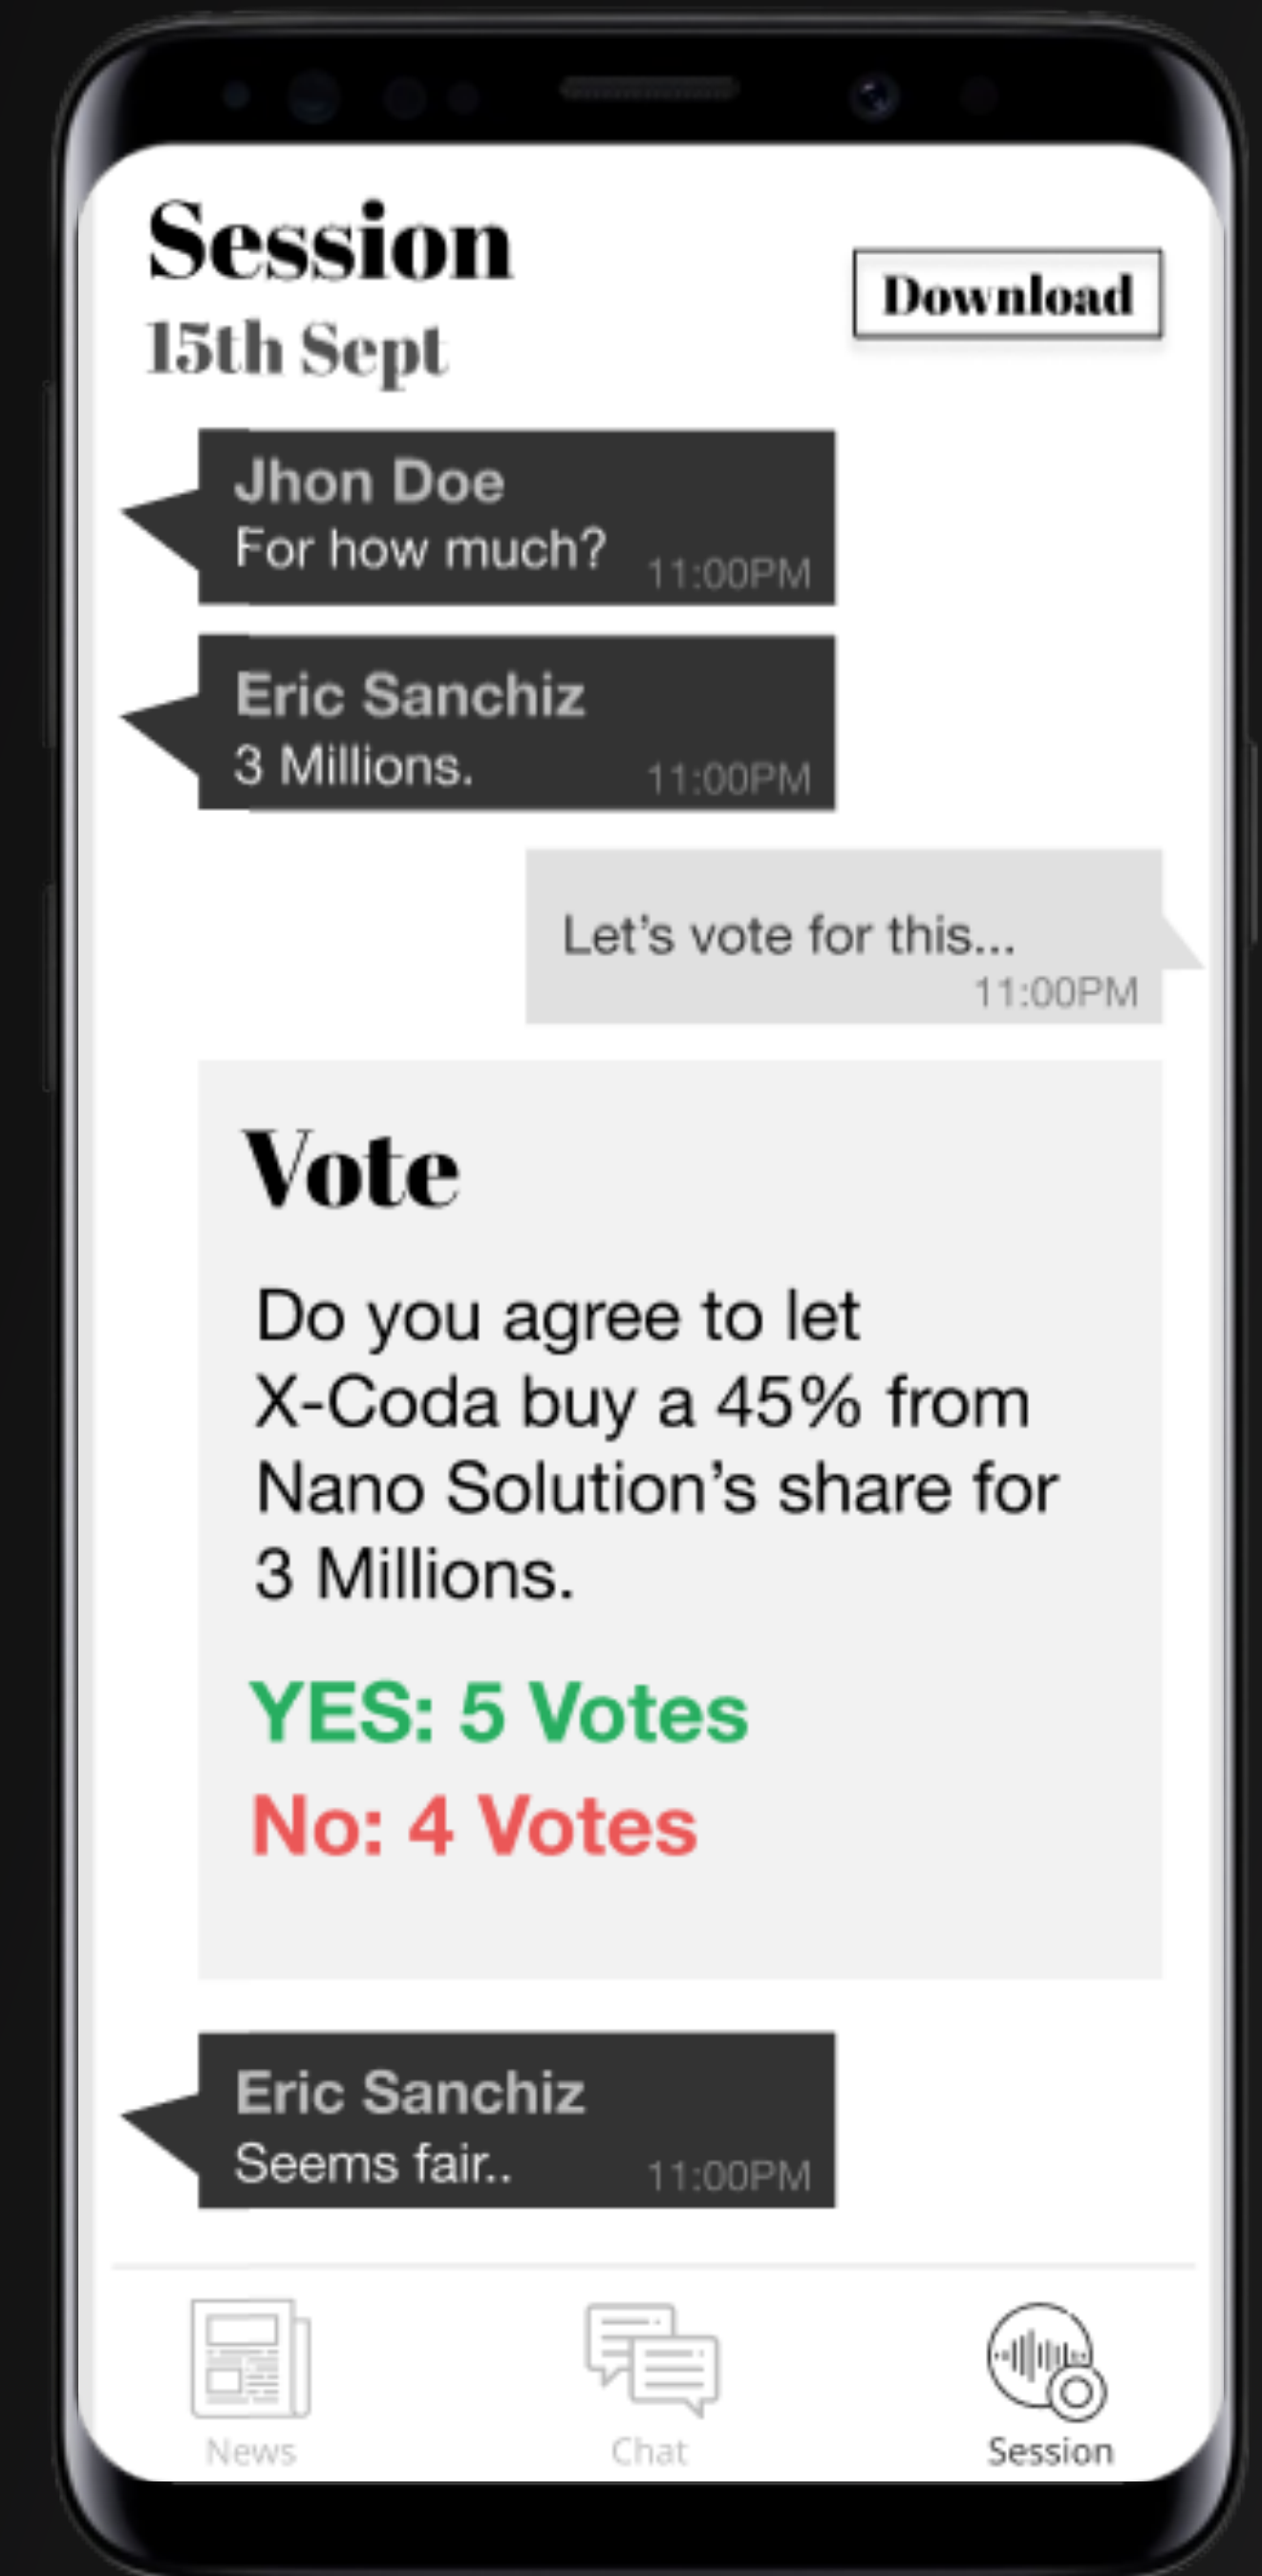 Session
Download
15th Sept
Jhon Doe
For how much?
11:00PM
Eric Sanchiz
3 Millions.
11:00PM
Let’s vote for this...
11:00PM
Vote
Do you agree to let
X-Coda buy a 45% from
Nano Solution’s share for
3 Millions.
YES: 5 Votes
No: 4 Votes
Eric Sanchiz
Seems fair..
11:00PM
News
Chat
Session